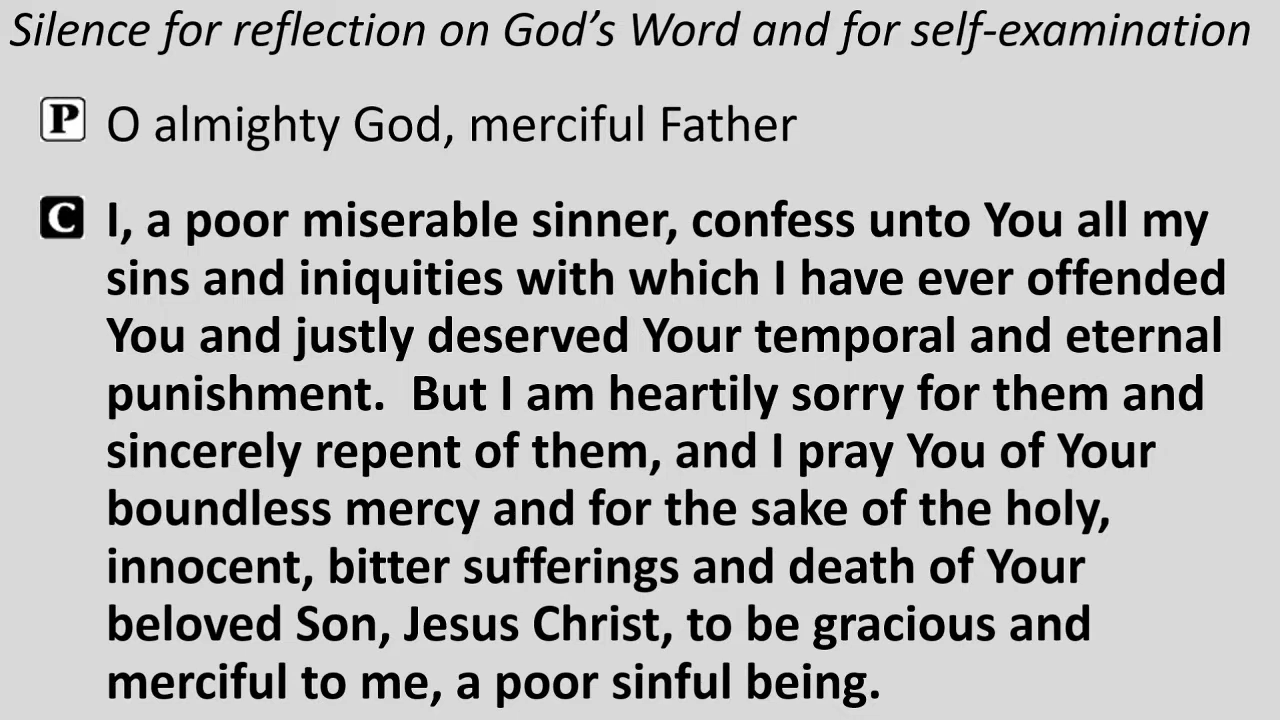 Silence for reflection on God’s Word and for self-examination
P O almighty God, merciful Father
C I, a poor miserable sinner, confess unto You all my
sins and iniquities with which I have ever offended
You and justly deserved Your temporal and eternal
punishment.  But I am heartily sorry for them and
sincerely repent of them, and I pray You of Your
boundless mercy and for the sake of the holy,
innocent, bitter sufferings and death of Your
beloved Son, Jesus Christ, to be gracious and
merciful to me, a poor sinful being.